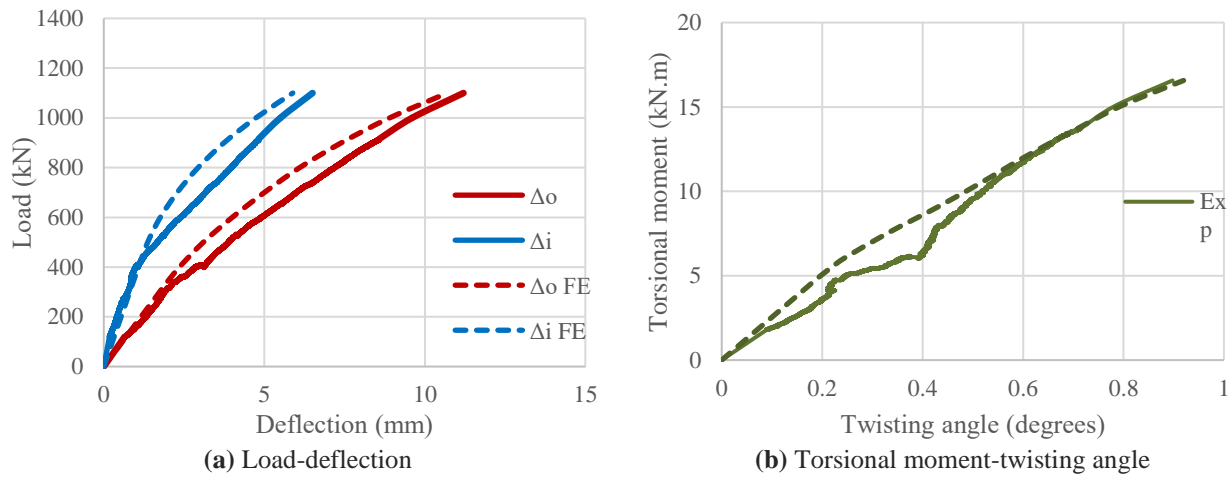 1400
1200
1000
800
600
400
200
0
Load (kN)
0 5 10 15
Deflection (mm)
Δo
Δi
Δo FE
Δi FE
(a) Load-deflection
20
15
10
5
0
Torsional moment (kN.m)
0 0.2 0.4 0.6 0.8 1
Twisting angle (degrees)
Ex
p
(b) Torsional moment-twisting angle